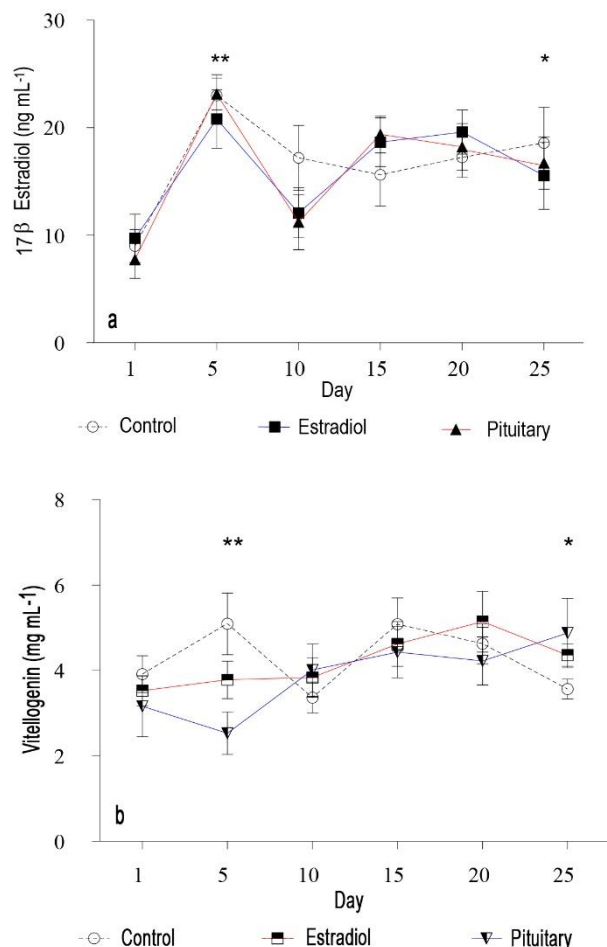 30
20
10
0
17β Estradiol (ng mL⁻¹)
** *
a
1 5 10 15 20 25
Day
Control Estradiol Pituitary
8
6
4
2
0
Vitellogenin (mg mL⁻¹)
** *
b
1 5 10 15 20 25
Day
Control Estradiol Pituitary